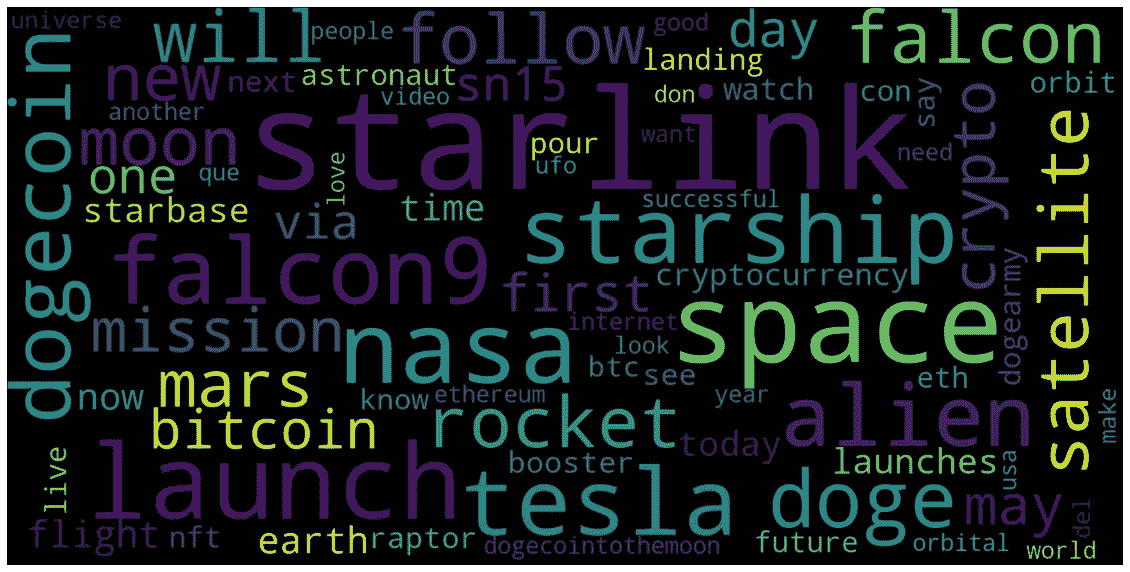 universe
will
people
follow
good
day
falcon
dogecoin
new
next
astronaut
video
sn15
landing
don
watch
con
say
orbit
another
moon
starlink
want
need
crypto
satellite
one
que
love
pour
ufo
starbase
via
time
successful
starship
falcon9
first
cryptocurrency
dogearmy
mission
nasa
internet
look
space
btc
see
now
mars
know
ethereum
year
eth
make
bitcoin
rocket
today
alien
live
launch
booster
launches
usa
tesla
doge
may
del
flight
nft
earth
raptor
dogecointothemoon
future
orbital
world